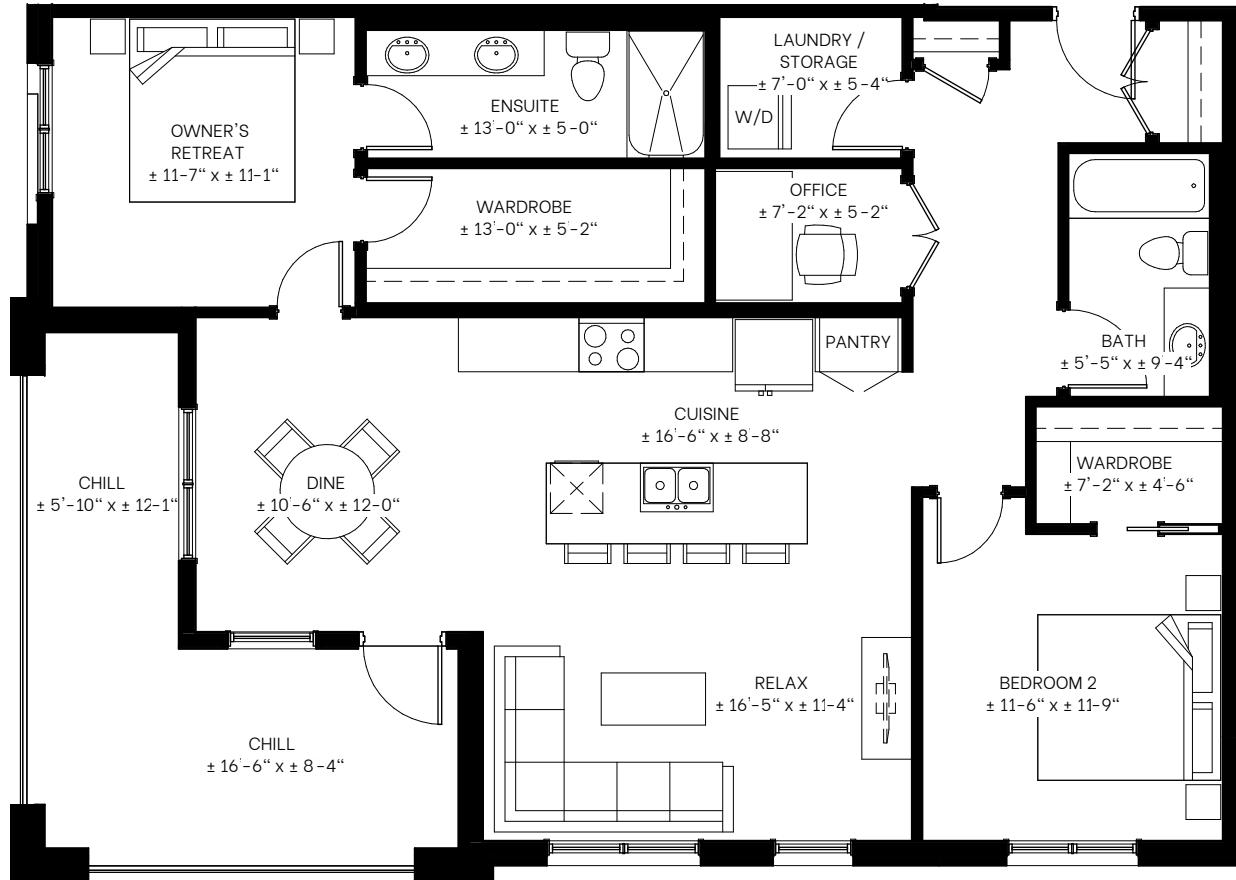 OWNER'S
RETREAT
± 11'-7" x ± 11'-1"
ENSUITE
± 13'-0" x ± 5'-0"
LAUNDRY /
STORAGE
± 7'-0" x ± 5'-4"
W/D
WARDROBE
± 13'-0" x ± 5'-2"
OFFICE
± 7'-2" x ± 5'-2"
PANTRY
BATH
± 5'-5" x ± 9'-4"
CUISINE
± 16'-6" x ± 8'-8"
CHILL
± 5'-10" x ± 12'-1"
DINE
± 10'-6" x ± 12'-0"
WARDROBE
± 7'-2" x ± 4'-6"
RELAX
± 16'-5" x ± 11'-4"
BEDROOM 2
± 11'-6" x ± 11'-9"
CHILL
± 16'-6" x ± 8'-4"